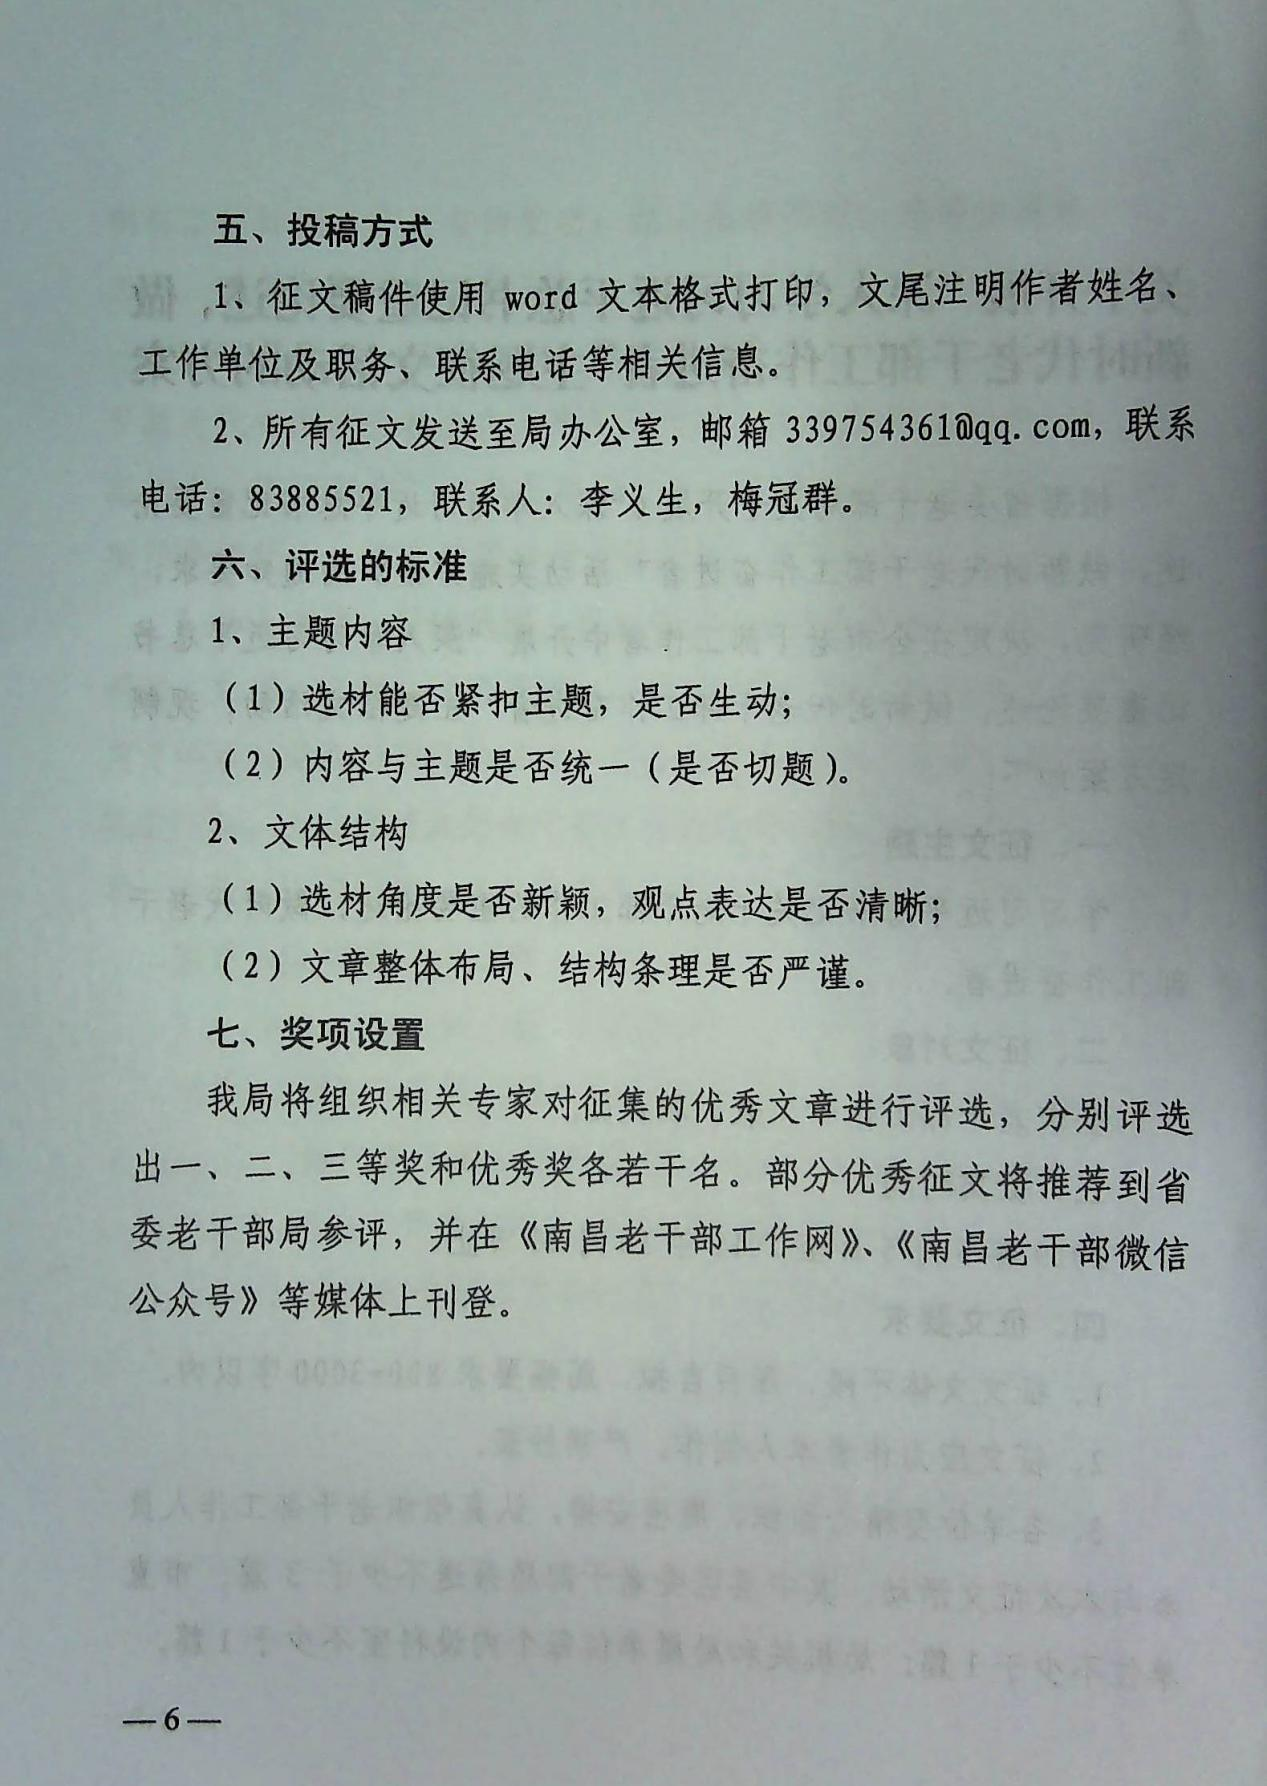 五、投稿方式
1、征文稿件使用 word 文本格式打印，文尾注明作者姓名、
工作单位及职务、联系电话等相关信息。
2、所有征文发送至局办公室，邮箱 339754361@qq.com，联系
电话：83885521，联系人：李义生，梅冠群。
六、评选的标准
1、主题内容
（1）选材能否紧扣主题，是否生动；
（2）内容与主题是否统一（是否切题）。
2、文体结构
（1）选材角度是否新颖，观点表达是否清晰；
（2）文章整体布局、结构条理是否严谨。
七、奖项设置
我局将组织相关专家对征集的优秀文章进行评选，分别评选
出一、二、三等奖和优秀奖各若干名。部分优秀征文将推荐到省
委老干部局参评，并在《南昌老干部工作网》、《南昌老干部微信
公众号》等媒体上刊登。
— 6 —